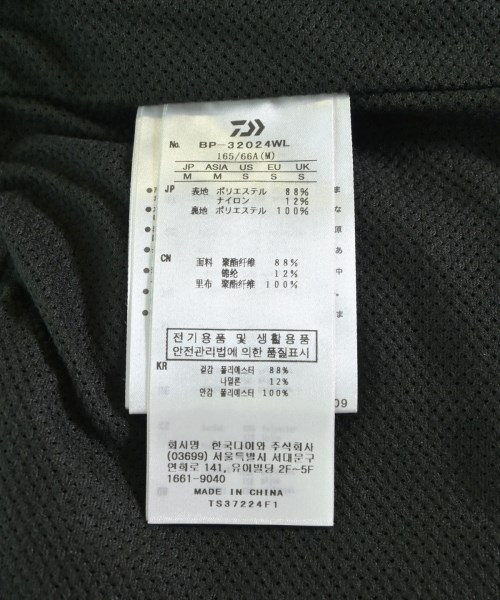 No. BP-32024WL
165/66A(M)
JP ASIA US EU UK
M M S S S
JP 表地 ポリエステル 88%
ナイロン 12%
裏地 ポリエステル 100%
CN 面料 聚酯纤维 88%
锦纶 12%
里布 聚酯纤维 100%
전기용품 및 생활용품
안전관리법에 의한 품질표시
KR 겉감 폴리에스터 88%
나일론 12%
안감 폴리에스터 100%
회사명 한국다이와 주식회사
(03699) 서울특별시 서대문구
연희로 141, 유이빌딩 2F~5F
1661-9040
MADE IN CHINA
TS37224F1